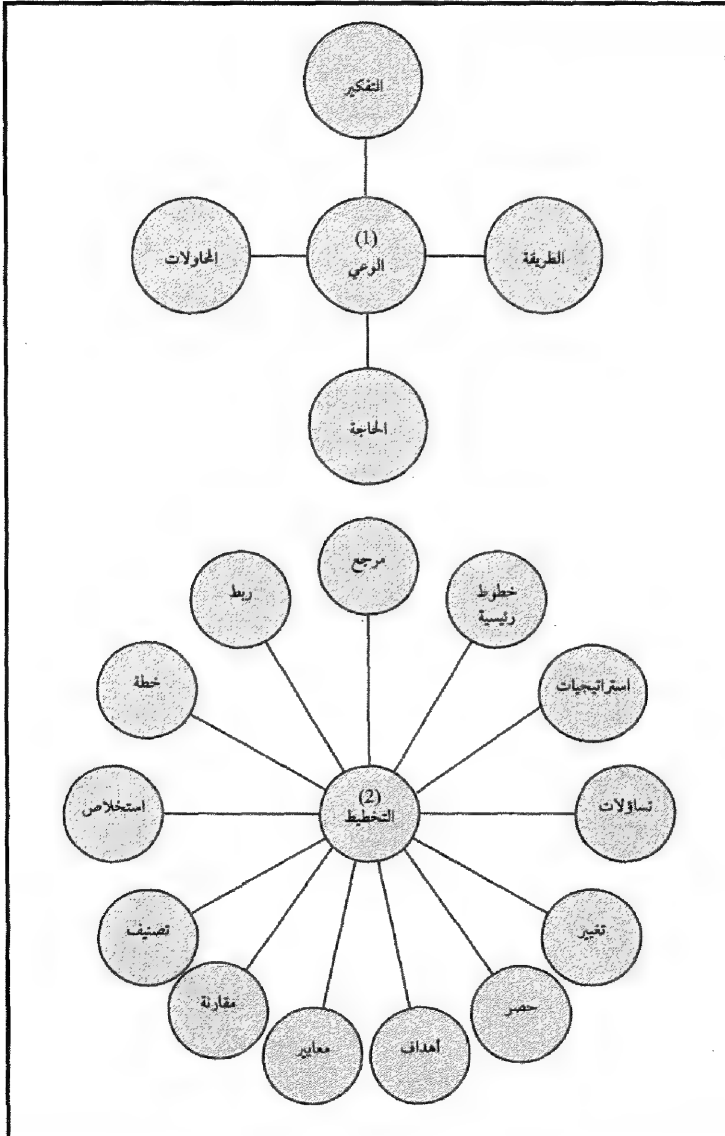 التفكير
المحاولات
(1)
الوعي
الطريقة
الحاجة
مرجع
خطوط
رئيسية
ربط
استراتيجيات
خطة
(2)
التخطيط
تساؤلات
استخلاص
تغيير
تصنيف
حصر
مقارنة
أهداف
معايير